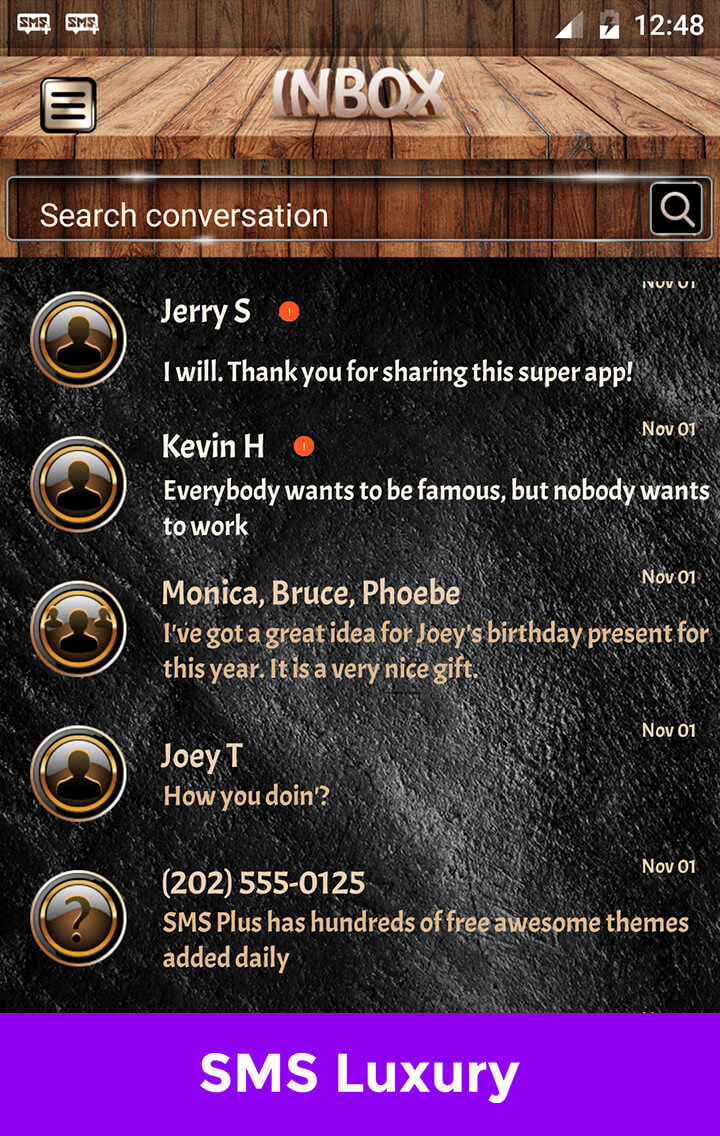 SMS SMS 12:48
INBOX
Search conversation
Nov 01
Jerry S !
I will. Thank you for sharing this super app!
Nov 01
Kevin H !
Everybody wants to be famous, but nobody wants
to work
Nov 01
Monica, Bruce, Phoebe
I've got a great idea for Joey's birthday present for
this year. It is a very nice gift.
Nov 01
Joey T
How you doin'?
Nov 01
(202) 555-0125
?
SMS Plus has hundreds of free awesome themes
added daily
SMS Luxury